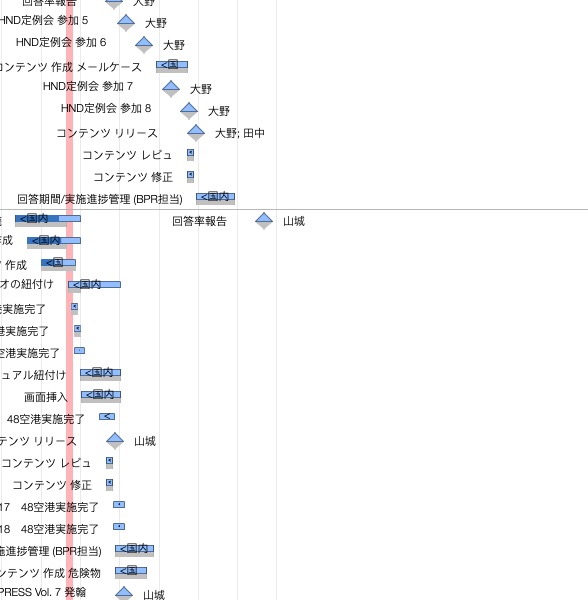 回答率報告 大野
HND定例会 参加 5 大野
HND定例会 参加 6 大野
コンテンツ 作成 メールケース <国
HND定例会 参加 7 大野
HND定例会 参加 8 大野
コンテンツ リリース 大野; 田中
コンテンツ レビュ
コンテンツ 修正
回答期間/実施進捗管理 (BPR担当) <国内
<国内 回答率報告 山城
作成 <国内
作成 <国
オの紐付け <国内
実施完了
港実施完了
空港実施完了
ュアル紐付け <国内
画面挿入 <国内
48空港実施完了 <
テンツ リリース 山城
コンテンツ レビュ
コンテンツ 修正
17 48空港実施完了
18 48空港実施完了
施進捗管理 (BPR担当) <国内
ンテンツ 作成 危険物 <国
PRESS Vol. 7 発翰 山城